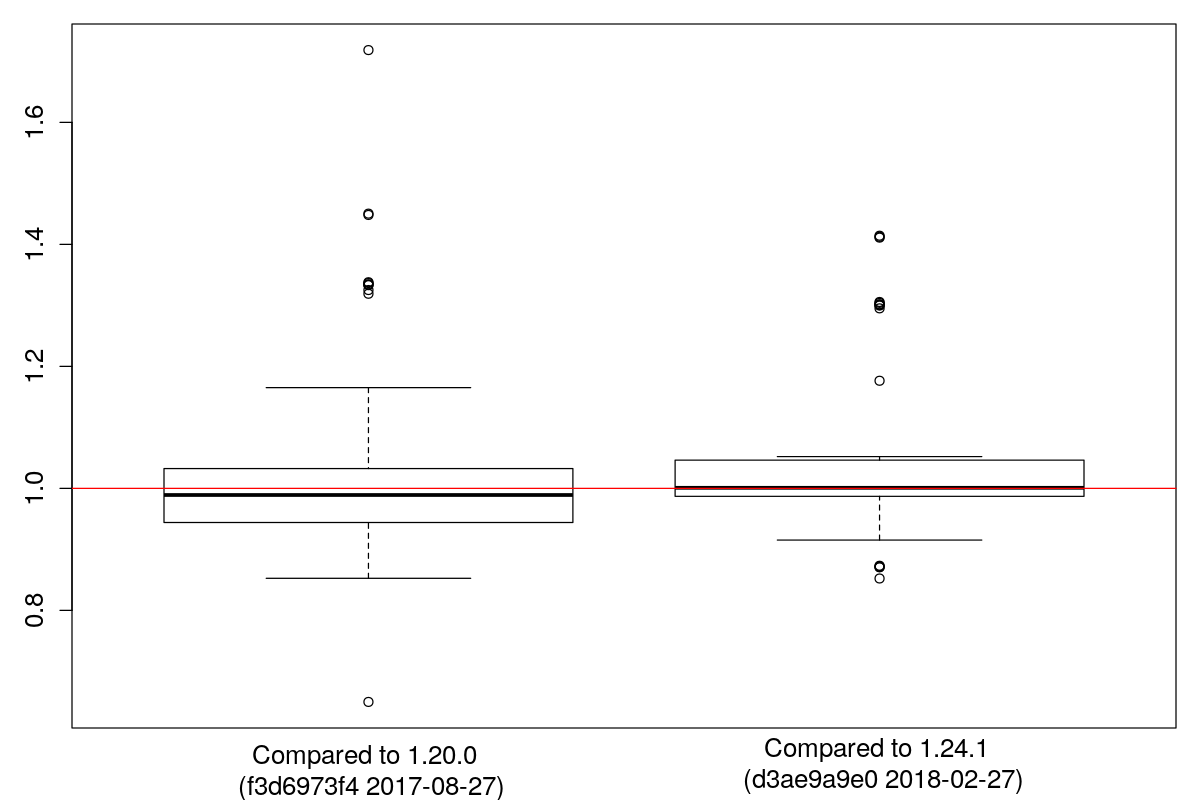 1.6
1.4
1.2
1.0
0.8
Compared to 1.20.0
(f3d6973f4 2017-08-27)
Compared to 1.24.1
(d3ae9a9e0 2018-02-27)